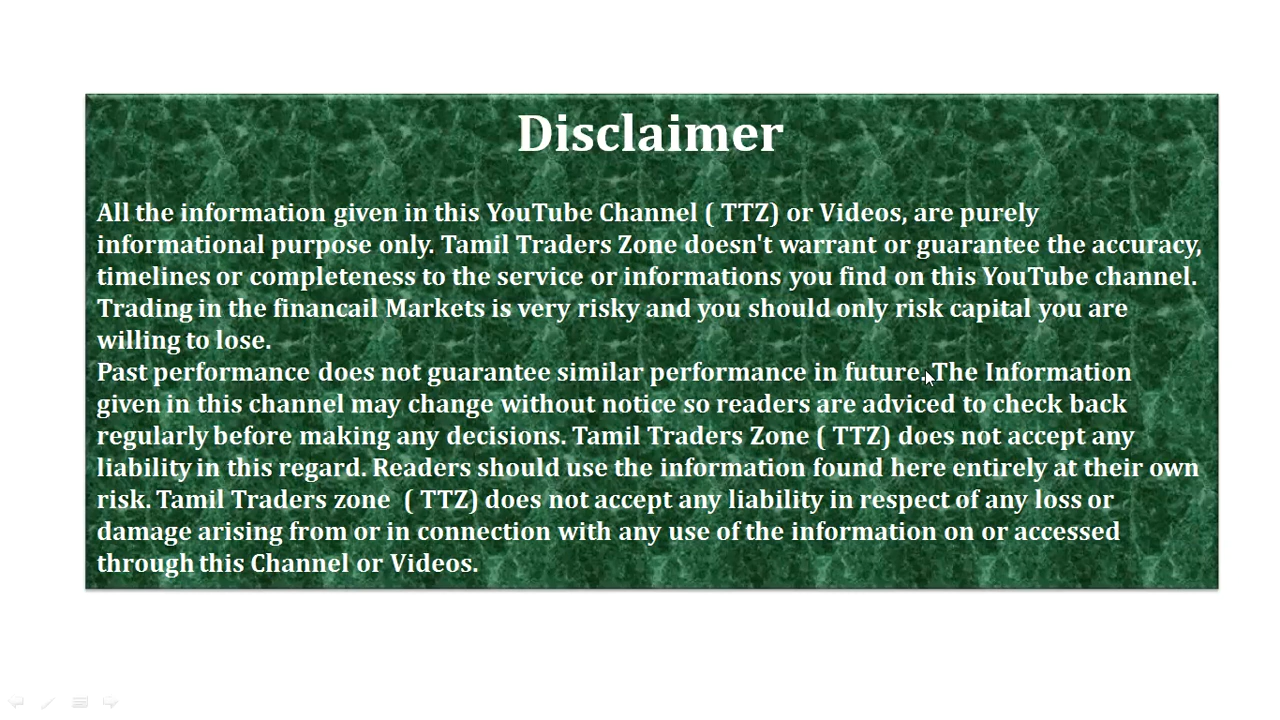 Disclaimer
All the information given in this YouTube Channel ( TTZ) or Videos, are purely
informational purpose only. Tamil Traders Zone doesn't warrant or guarantee the accuracy,
timelines or completeness to the service or informations you find on this YouTube channel.
Trading in the financail Markets is very risky and you should only risk capital you are
willing to lose.
Past performance does not guarantee similar performance in future. The Information
given in this channel may change without notice so readers are adviced to check back
regularly before making any decisions. Tamil Traders Zone ( TTZ) does not accept any
liability in this regard. Readers should use the information found here entirely at their own
risk. Tamil Traders zone  ( TTZ) does not accept any liability in respect of any loss or
damage arising from or in connection with any use of the information on or accessed
through this Channel or Videos.